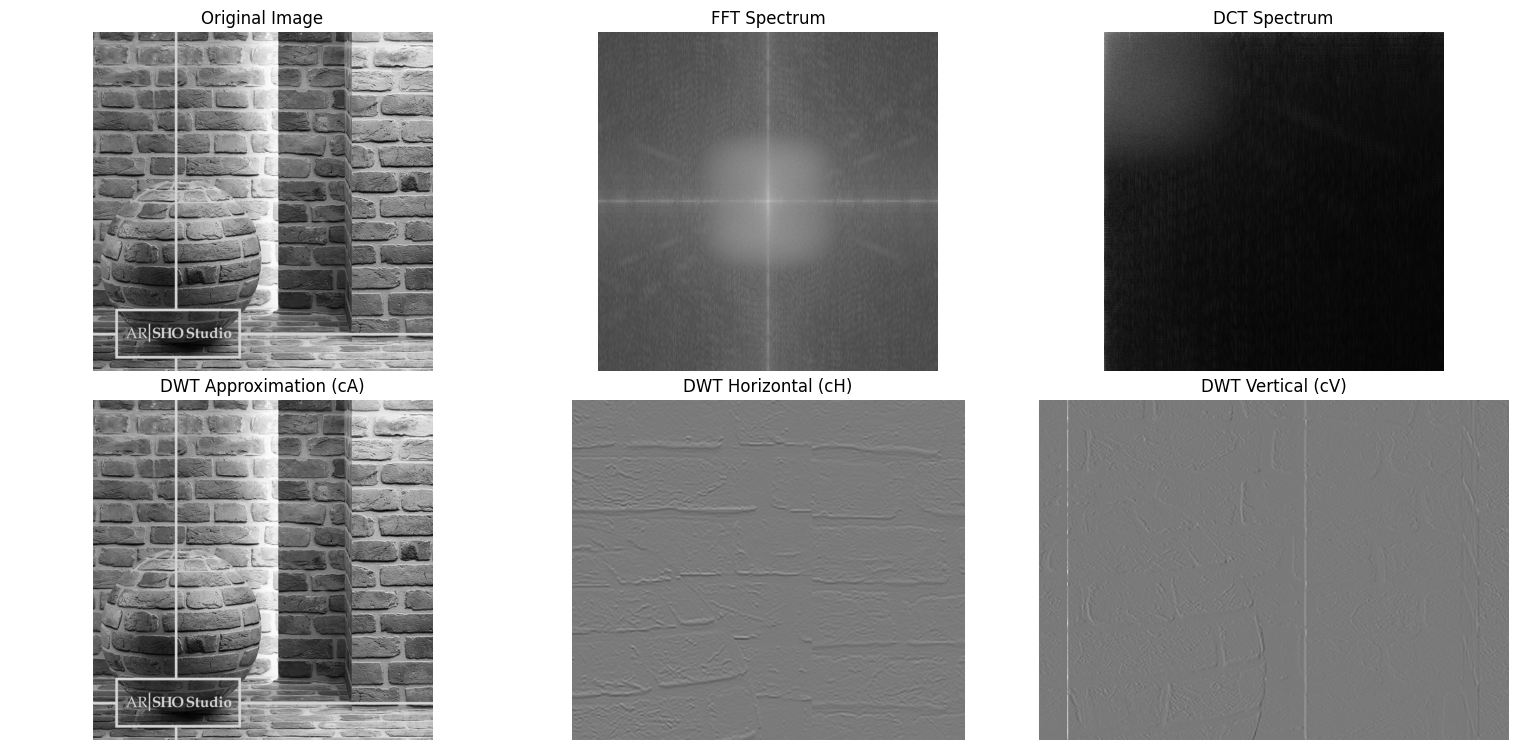 Original Image
FFT Spectrum
DCT Spectrum
AR|SHO Studio
DWT Approximation (cA)
DWT Horizontal (cH)
DWT Vertical (cV)
AR|SHO Studio